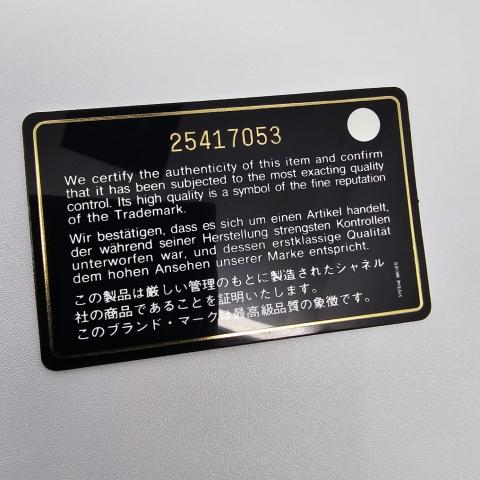 25417053
We certify the authenticity of this item and confirm
that it has been subjected to the most exacting quality
control. Its high quality is a symbol of the fine reputation
of the Trademark.
Wir bestätigen, dass es sich um einen Artikel handelt,
der während seiner Herstellung strengsten Kontrollen
unterworfen war, und dessen erstklassige Qualität
dem hohen Ansehen unserer Marke entspricht.
この製品は厳しい管理のもとに製造されたシャネル
社の商品であることを証明いたします。
このブランド・マークは最高級品質の象徴です。